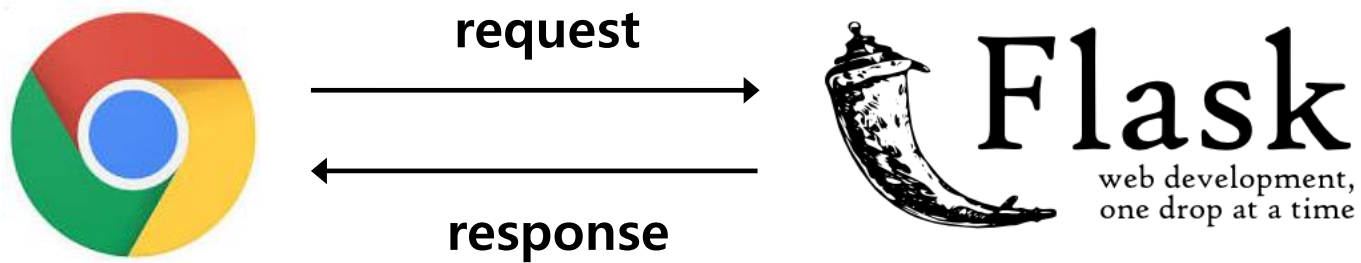 request
response
Flask
web development,
one drop at a time